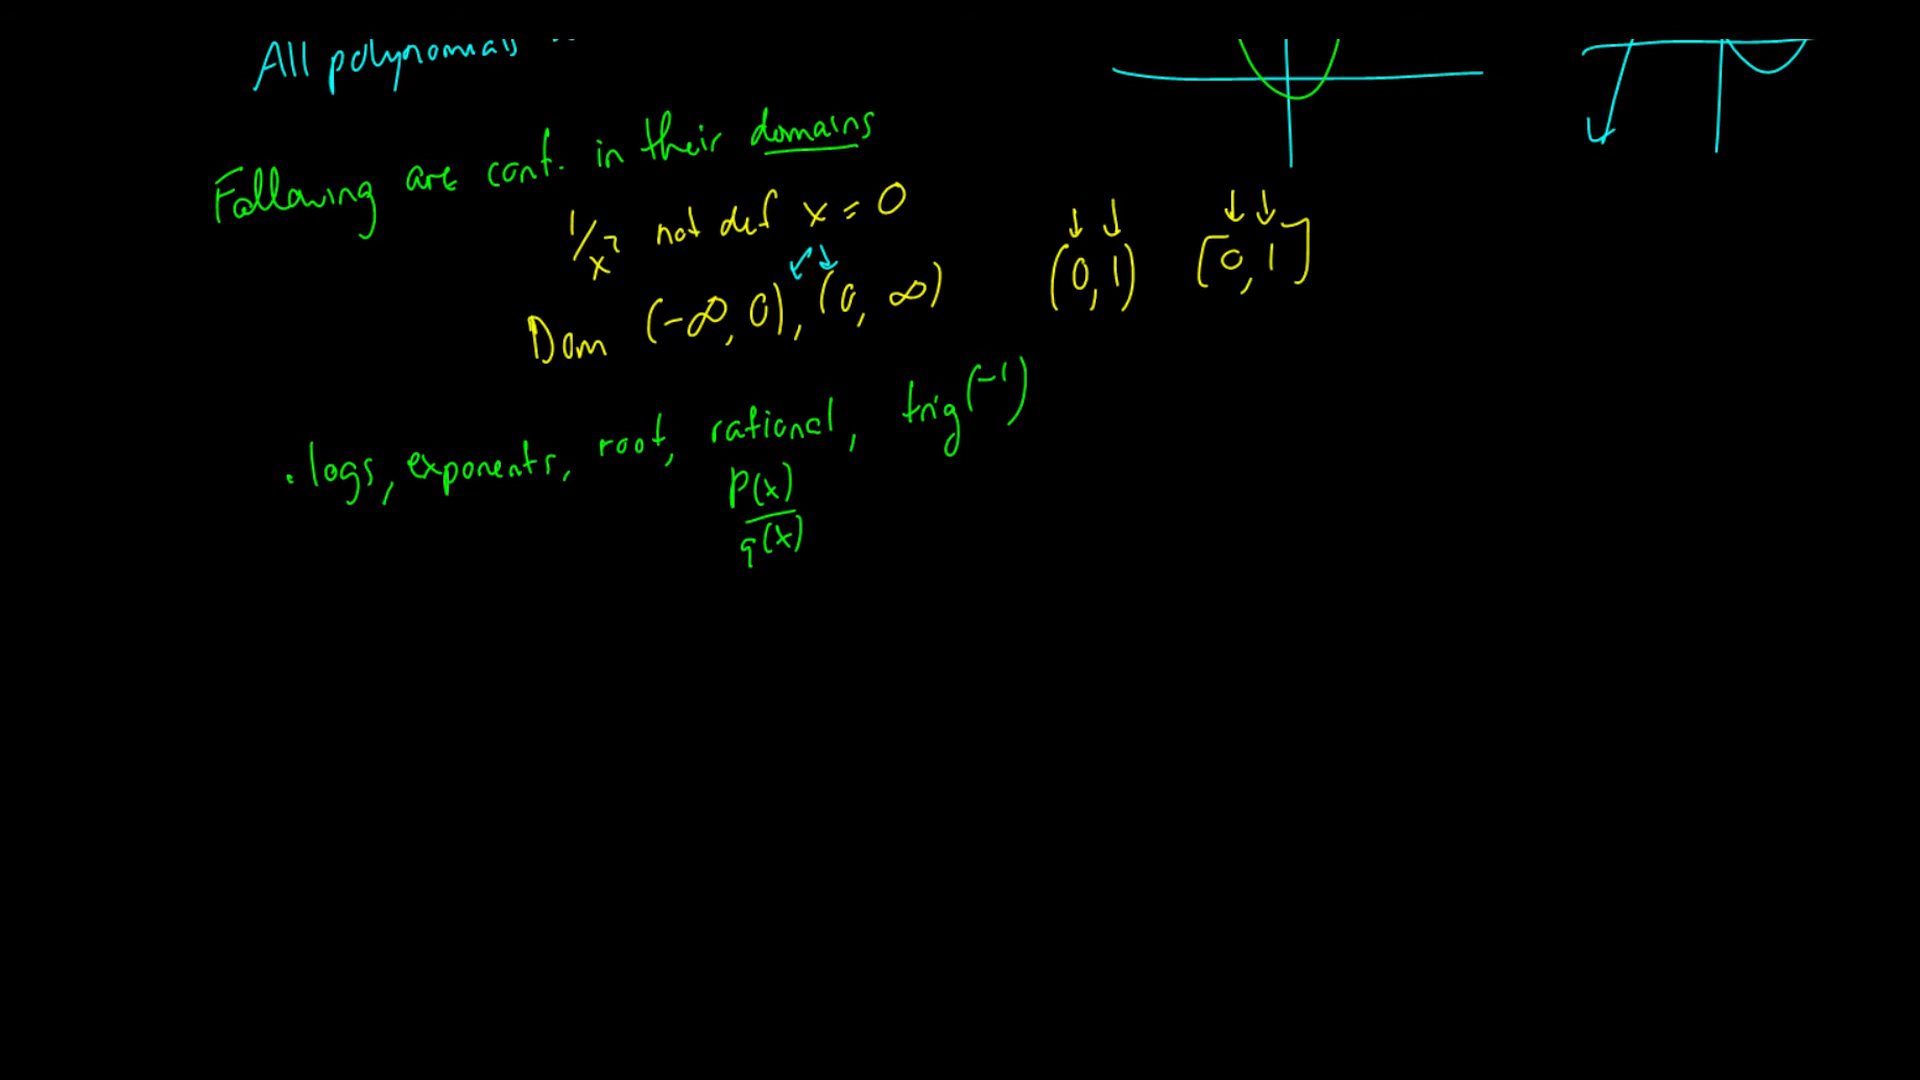 All polynomials
Following are cont. in their domains
1/x² not def x = 0
Dom (-∞, 0), (0, ∞)
(0, 1) [0, 1]
. logs, exponents, root, rational, trig(-1)
p(x)
q(x)